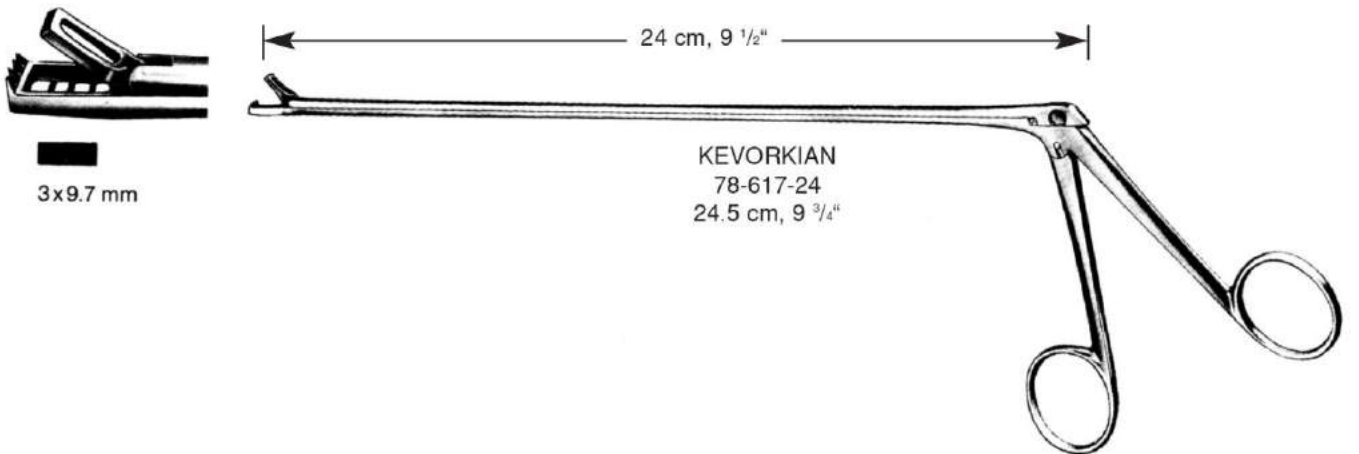 24 cm, 9 1/2“
KEVORKIAN
78-617-24
24.5 cm, 9 3/4“
3x9.7 mm